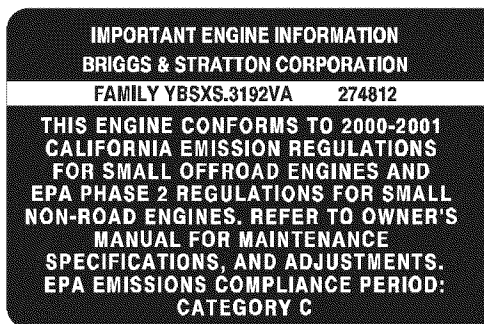 IMPORTANT ENGINE INFORMATION
BRIGGS & STRATTON CORPORATION
FAMILY YBSXS.3192VA 274812
THIS ENGINE CONFORMS TO 2000-2001
CALIFORNIA EMISSION REGULATIONS
FOR SMALL OFFROAD ENGINES AND
EPA PHASE 2 REGULATIONS FOR SMALL
NON-ROAD ENGINES. REFER TO OWNER'S
MANUAL FOR MAINTENANCE
SPECIFICATIONS, AND ADJUSTMENTS.
EPA EMISSIONS COMPLIANCE PERIOD:
CATEGORY C